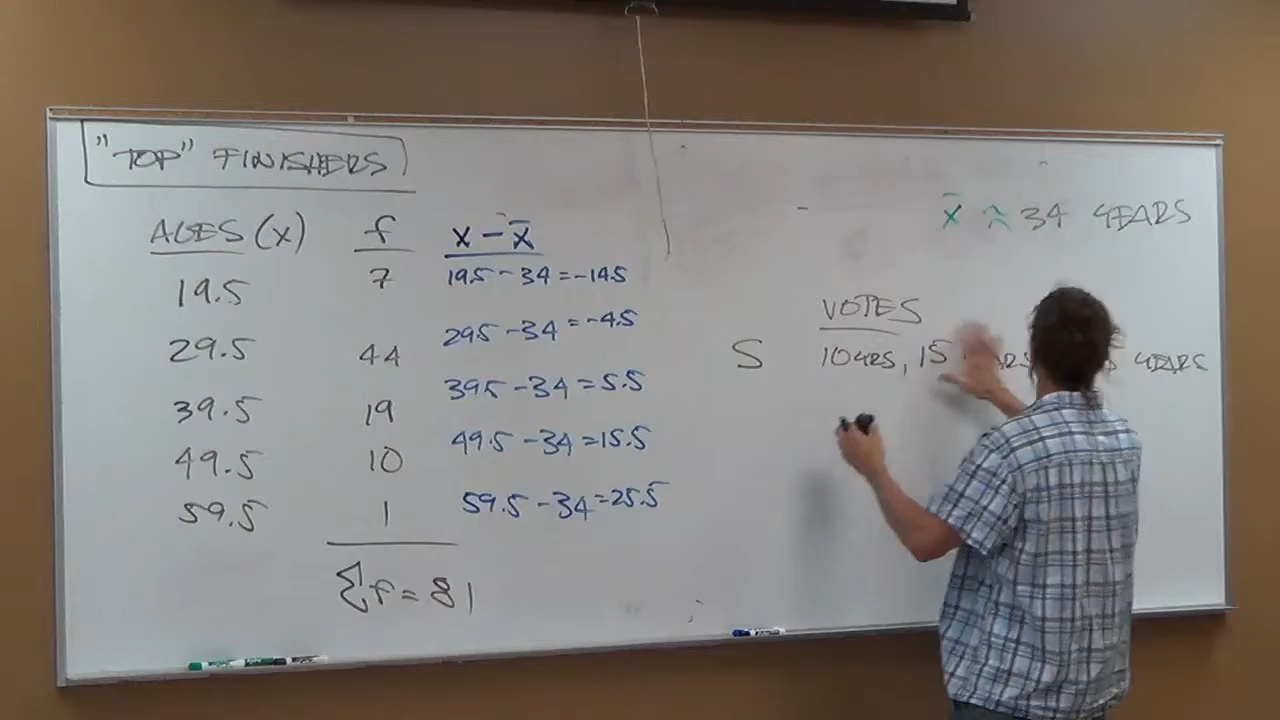 "TOP" FINISHERS
AGES (x) f x - x̄
19.5 7 19.5 - 34 = -14.5
29.5 44 29.5 - 34 = -4.5
39.5 19 39.5 - 34 = 5.5
49.5 10 49.5 - 34 = 15.5
59.5 1 59.5 - 34 = 25.5
Σf = 81
x̄ ≈ 34 YEARS
VOTES
S 10 YRS, 15 YEARS